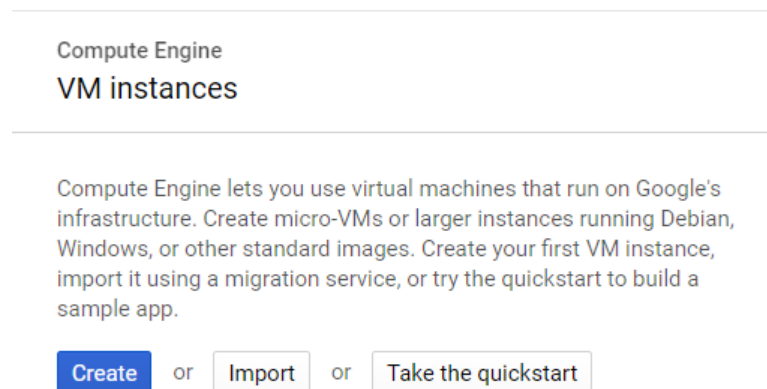 Compute Engine
VM instances
Compute Engine lets you use virtual machines that run on Google's
infrastructure. Create micro-VMs or larger instances running Debian,
Windows, or other standard images. Create your first VM instance,
import it using a migration service, or try the quickstart to build a
sample app.
Create or Import or Take the quickstart